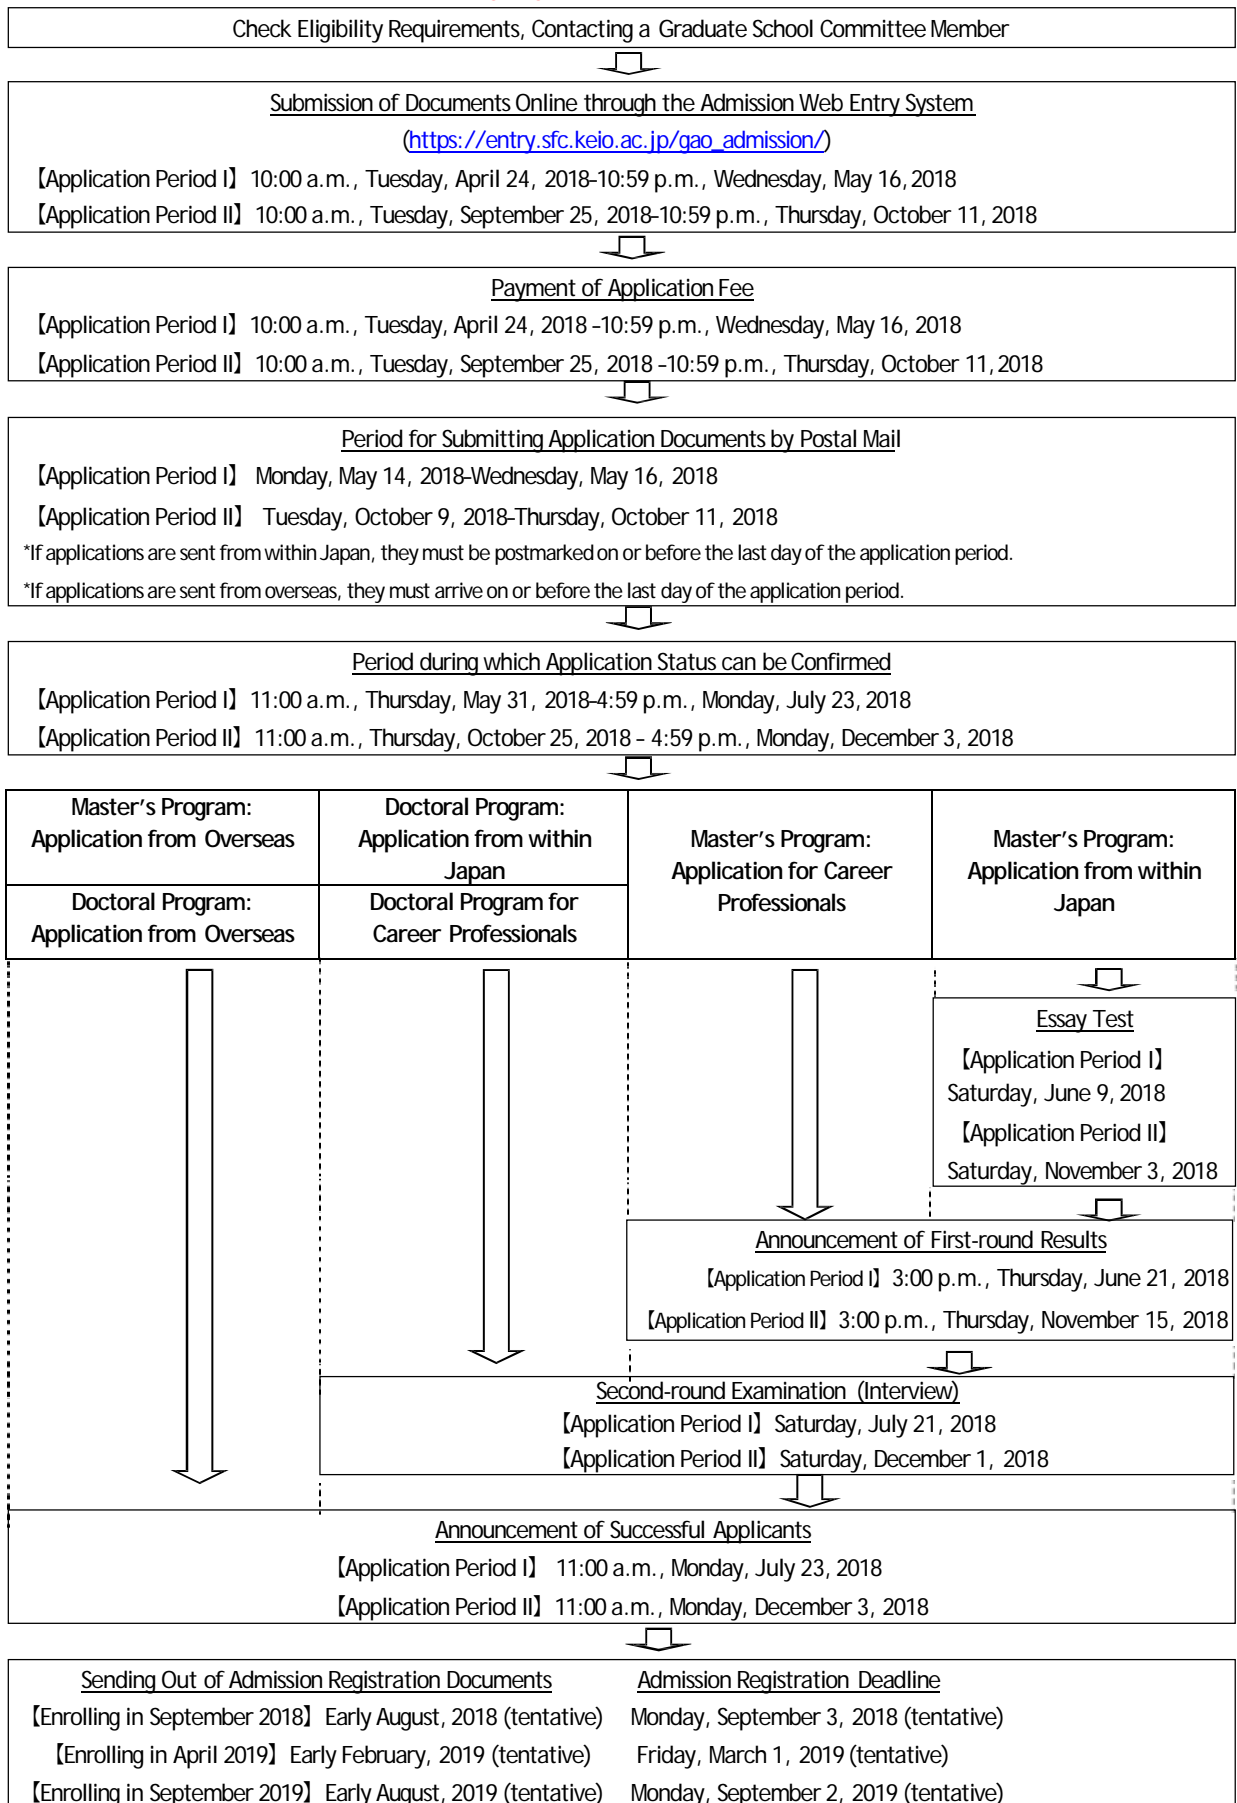 Check Eligibility Requirements, Contacting a Graduate School Committee Member
Submission of Documents Online through the Admission Web Entry System
(https://entry.sfc.keio.ac.jp/gao_admission/)
【Application Period I】 10:00 a.m., Tuesday, April 24, 2018–10:59 p.m., Wednesday, May 16, 2018
【Application Period II】 10:00 a.m., Tuesday, September 25, 2018–10:59 p.m., Thursday, October 11, 2018
Payment of Application Fee
【Application Period I】 10:00 a.m., Tuesday, April 24, 2018 –10:59 p.m., Wednesday, May 16, 2018
【Application Period II】 10:00 a.m., Tuesday, September 25, 2018 –10:59 p.m., Thursday, October 11, 2018
Period for Submitting Application Documents by Postal Mail
【Application Period I】 Monday, May 14, 2018–Wednesday, May 16, 2018
【Application Period II】 Tuesday, October 9, 2018–Thursday, October 11, 2018
*If applications are sent from within Japan, they must be postmarked on or before the last day of the application period.
*If applications are sent from overseas, they must arrive on or before the last day of the application period.
Period during which Application Status can be Confirmed
【Application Period I】 11:00 a.m., Thursday, May 31, 2018–4:59 p.m., Monday, July 23, 2018
【Application Period II】 11:00 a.m., Thursday, October 25, 2018 – 4:59 p.m., Monday, December 3, 2018
Master's Program:
Application from Overseas
Doctoral Program:
Application from Overseas
Doctoral Program:
Application from within
Japan
Doctoral Program for
Career Professionals
Master's Program:
Application for Career
Professionals
Master's Program:
Application from within
Japan
Essay Test
【Application Period I】
Saturday, June 9, 2018
【Application Period II】
Saturday, November 3, 2018
Announcement of First-round Results
【Application Period I】 3:00 p.m., Thursday, June 21, 2018
【Application Period II】 3:00 p.m., Thursday, November 15, 2018
Second-round Examination (Interview)
【Application Period I】 Saturday, July 21, 2018
【Application Period II】 Saturday, December 1, 2018
Announcement of Successful Applicants
【Application Period I】 11:00 a.m., Monday, July 23, 2018
【Application Period II】 11:00 a.m., Monday, December 3, 2018
Sending Out of Admission Registration Documents Admission Registration Deadline
【Enrolling in September 2018】 Early August, 2018 (tentative) Monday, September 3, 2018 (tentative)
【Enrolling in April 2019】 Early February, 2019 (tentative) Friday, March 1, 2019 (tentative)
【Enrolling in September 2019】 Early August, 2019 (tentative) Monday, September 2, 2019 (tentative)